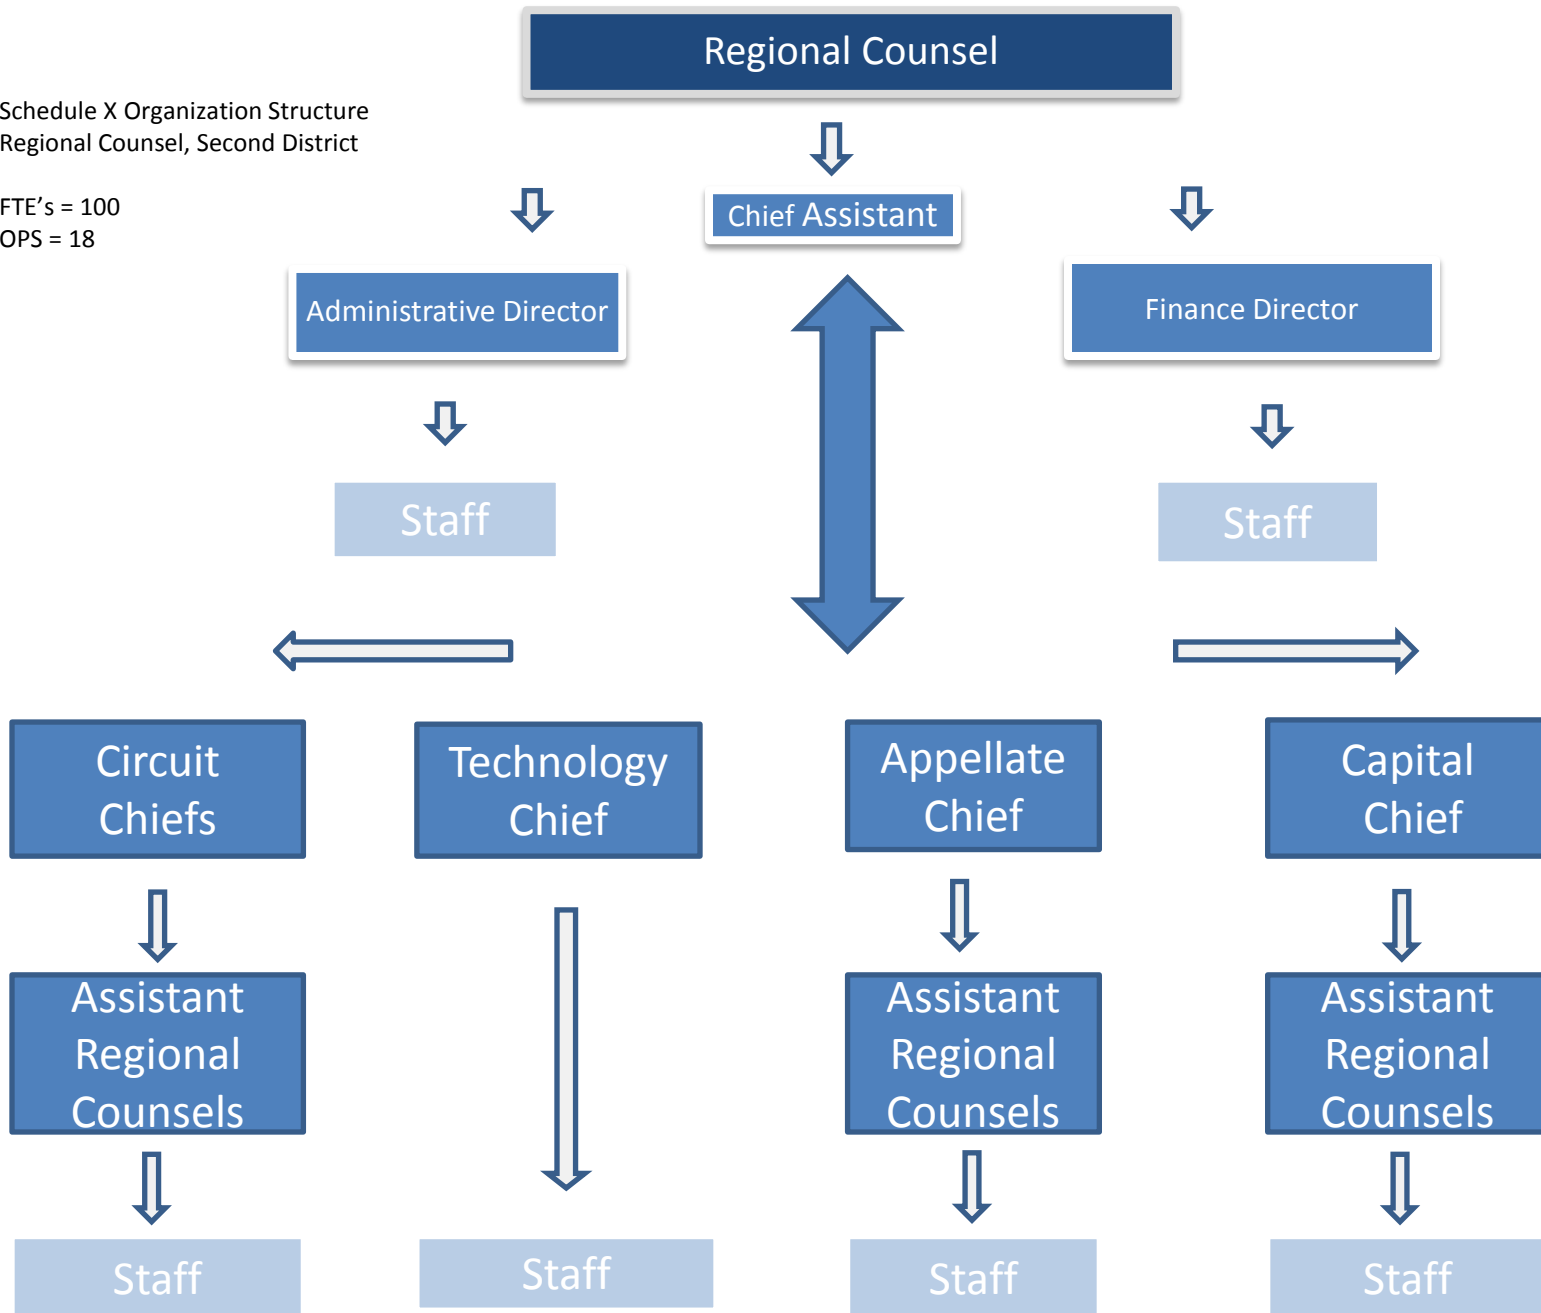 Regional Counsel
Schedule X Organization Structure
Regional Counsel, Second District
FTE’s = 100
OPS = 18
Chief Assistant
Administrative Director
Finance Director
Staff
Staff
Circuit
Chiefs
Technology
Chief
Appellate
Chief
Capital
Chief
Assistant
Regional
Counsels
Assistant
Regional
Counsels
Assistant
Regional
Counsels
Staff
Staff
Staff
Staff